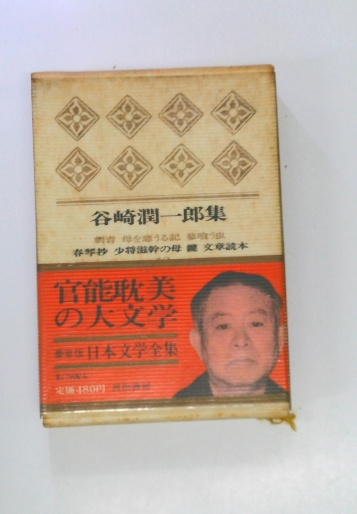 谷崎潤一郎集
刺青 母を恋うる記 蓼喰う虫
春琴抄 少将滋幹の母 鍵 文章読本
官能耽美
の大文学
豪華版 日本文学全集
定価480円 河出書房